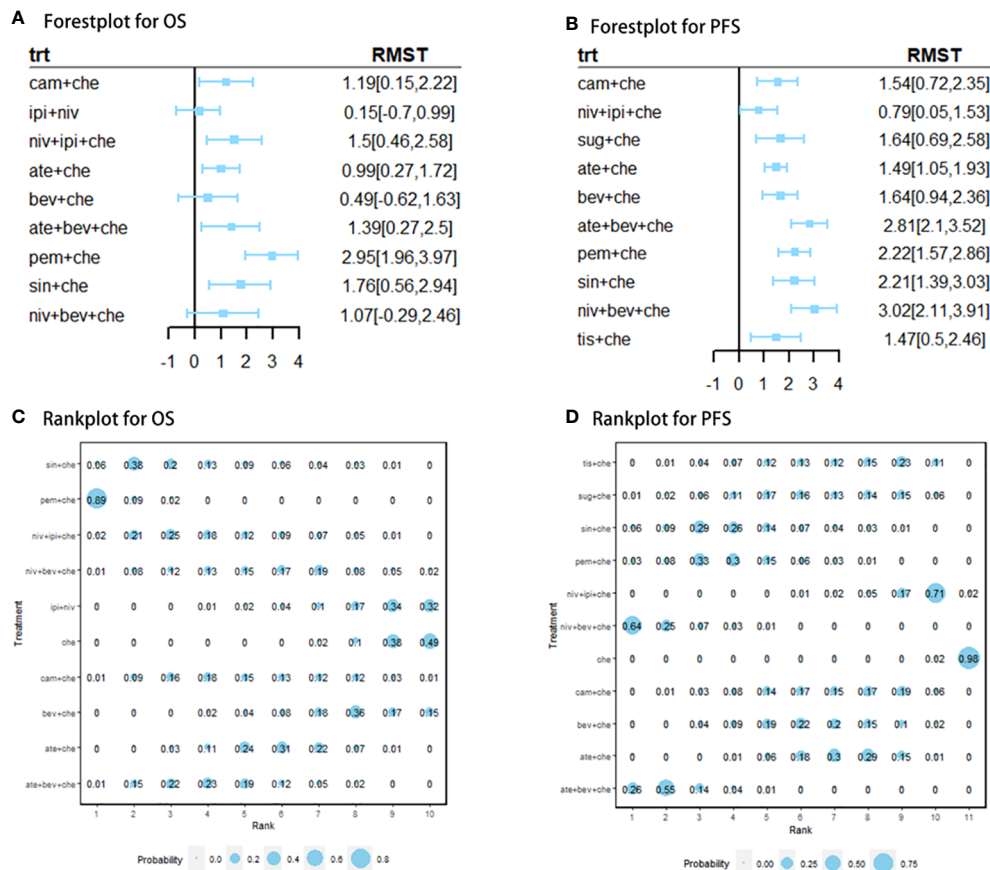 A Forestplot for OS
trt RMST
cam+che 1.19[0.15,2.22]
ipi+niv 0.15[-0.7,0.99]
niv+ipi+che 1.5[0.46,2.58]
ate+che 0.99[0.27,1.72]
bev+che 0.49[-0.62,1.63]
ate+bev+che 1.39[0.27,2.5]
pem+che 2.95[1.96,3.97]
sin+che 1.76[0.56,2.94]
niv+bev+che 1.07[-0.29,2.46]
-1 0 1 2 3 4
B Forestplot for PFS
trt RMST
cam+che 1.54[0.72,2.35]
niv+ipi+che 0.79[0.05,1.53]
sug+che 1.64[0.69,2.58]
ate+che 1.49[1.05,1.93]
bev+che 1.64[0.94,2.36]
ate+bev+che 2.81[2.1,3.52]
pem+che 2.22[1.57,2.86]
sin+che 2.21[1.39,3.03]
niv+bev+che 3.02[2.11,3.91]
tis+che 1.47[0.5,2.46]
-1 0 1 2 3 4
C Rankplot for OS
Treatment
sin+che 0.06 0.38 0.2 0.13 0.09 0.06 0.04 0.03 0.01 0
pem+che 0.89 0.09 0.02 0 0 0 0 0 0 0
niv+ipi+che 0.02 0.21 0.25 0.18 0.12 0.09 0.07 0.05 0.01 0
niv+bev+che 0.01 0.08 0.12 0.13 0.15 0.17 0.19 0.08 0.05 0.02
ipi+niv 0 0 0 0.01 0.02 0.04 0.1 0.17 0.34 0.32
che 0 0 0 0 0 0 0.02 0.1 0.38 0.49
cam+che 0.01 0.09 0.16 0.18 0.15 0.13 0.12 0.12 0.03 0.01
bev+che 0 0 0 0.02 0.04 0.08 0.18 0.36 0.17 0.15
ate+che 0 0 0.03 0.11 0.24 0.31 0.22 0.07 0.01 0
ate+bev+che 0.01 0.15 0.22 0.23 0.19 0.12 0.05 0.02 0 0
1 2 3 4 5 6 7 8 9 10
Rank
Probability 0.0 0.2 0.4 0.6 0.8
D Rankplot for PFS
Treatment
tis+che 0 0.01 0.04 0.07 0.12 0.13 0.12 0.15 0.23 0.11 0
sug+che 0.01 0.02 0.06 0.11 0.17 0.16 0.13 0.14 0.15 0.06 0
sin+che 0.06 0.09 0.29 0.26 0.14 0.07 0.04 0.03 0.01 0 0
pem+che 0.03 0.08 0.33 0.3 0.15 0.06 0.03 0.01 0 0 0
niv+ipi+che 0 0 0 0 0 0.01 0.02 0.05 0.17 0.71 0.02
niv+bev+che 0.64 0.25 0.07 0.03 0.01 0 0 0 0 0 0
che 0 0 0 0 0 0 0 0 0 0.02 0.98
cam+che 0 0.01 0.03 0.08 0.14 0.17 0.15 0.17 0.19 0.06 0
bev+che 0 0 0.04 0.09 0.19 0.22 0.2 0.15 0.1 0.02 0
ate+che 0 0 0 0.01 0.06 0.18 0.3 0.29 0.15 0.01 0
ate+bev+che 0.26 0.55 0.14 0.04 0.01 0 0 0 0 0 0
1 2 3 4 5 6 7 8 9 10 11
Rank
Probability 0.00 0.25 0.50 0.75